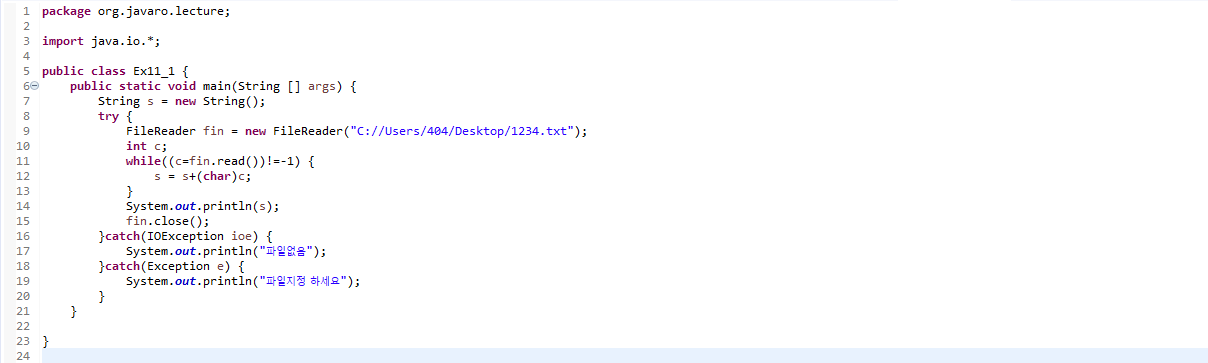 1 package org.javaro.lecture;
2
3 import java.io.*;
4
5 public class Ex11_1 {
6 public static void main(String [] args) {
7 String s = new String();
8 try {
9 FileReader fin = new FileReader("C://Users/404/Desktop/1234.txt");
10 int c;
11 while((c=fin.read())!=-1) {
12 s = s+(char)c;
13 }
14 System.out.println(s);
15 fin.close();
16 }catch(IOException ioe) {
17 System.out.println("파일없음");
18 }catch(Exception e) {
19 System.out.println("파일지정 하세요");
20 }
21 }
22
23 }
24